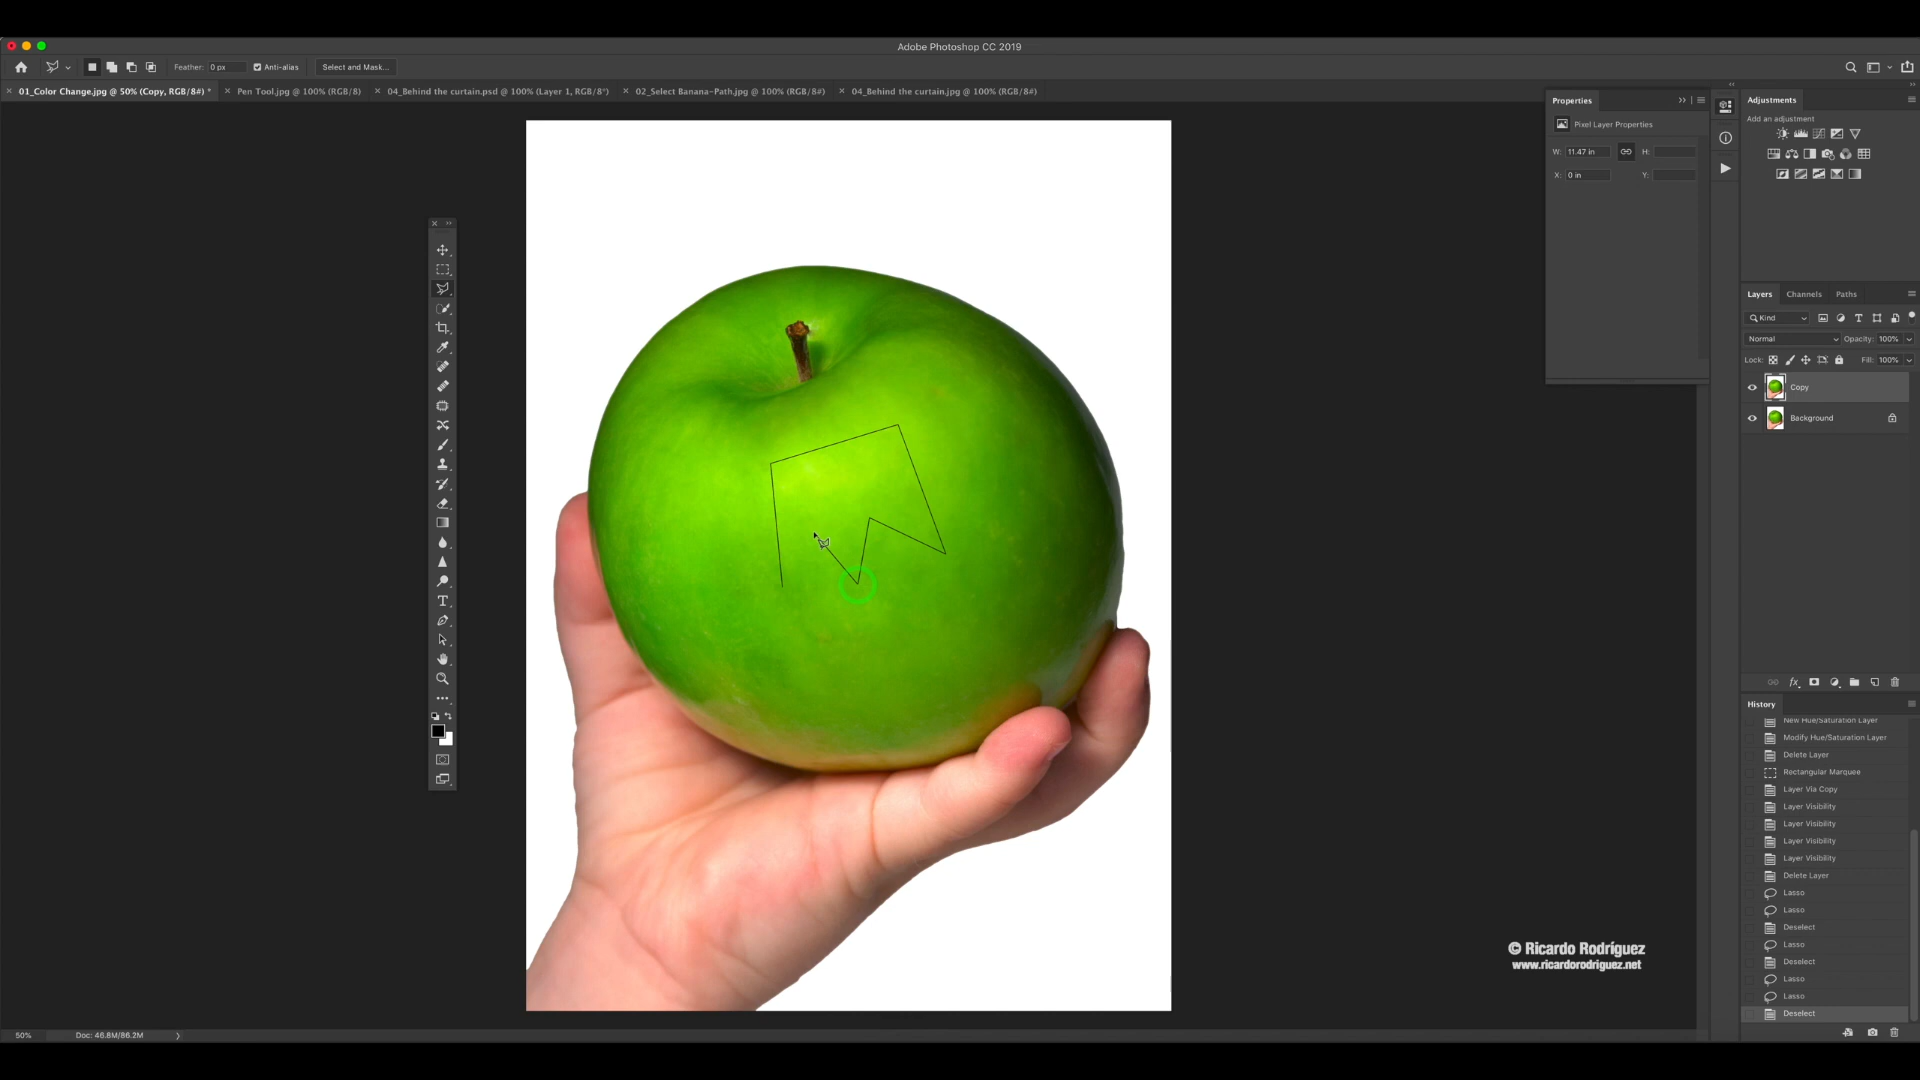 Adobe Photoshop CC 2019
Feather: 0 px
Anti-alias
Select and Mask...
01_Color Change.jpg @ 50% (Copy, RGB/8#) *
Pen Tool.jpg @ 100% (RGB/8)
04_Behind the curtain.psd @ 100% (Layer 1, RGB/8*)
02_Select Banana-Path.jpg @ 100% (RGB/8#)
04_Behind the curtain.jpg @ 100% (RGB/8#)
Properties
Pixel Layer Properties
W: 11.47 in
H:
X: 0 in
Y:
Adjustments
Add an adjustment
Layers
Channels
Paths
Kind
Normal
Opacity: 100%
Lock:
Fill: 100%
Copy
Background
fx
History
New Hue/Saturation Layer
Modify Hue/Saturation Layer
Delete Layer
Rectangular Marquee
Layer Via Copy
Layer Visibility
Layer Visibility
Layer Visibility
Layer Visibility
Delete Layer
Lasso
Lasso
Deselect
Lasso
Deselect
Lasso
Lasso
Deselect
© Ricardo Rodríguez
www.ricardorodriguez.net
50%
Doc: 46.8M/86.2M